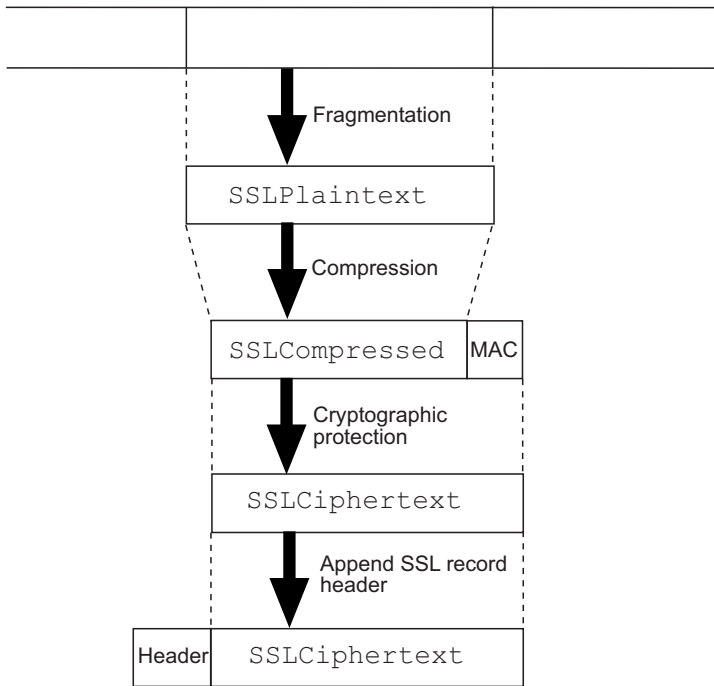 Fragmentation
SSLPlaintext
Compression
SSLCompressed MAC
Cryptographic
protection
SSLCiphertext
Append SSL record
header
Header SSLCiphertext